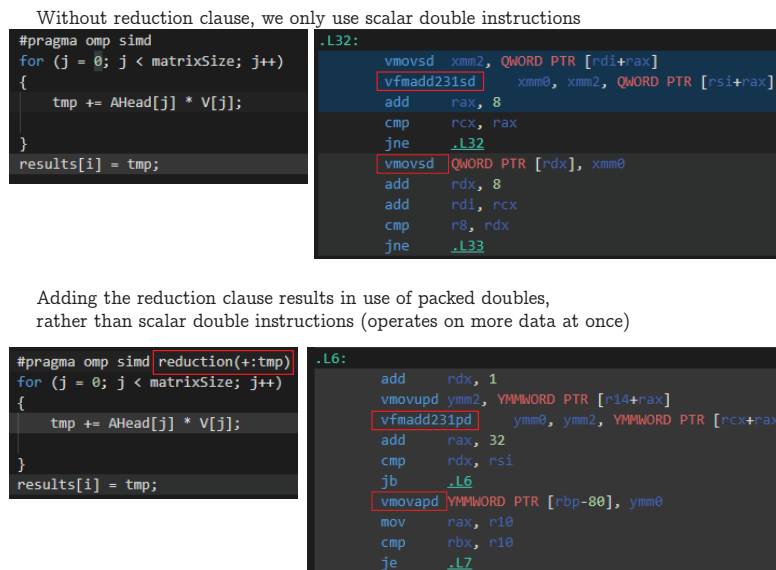 Without reduction clause, we only use scalar double instructions
#pragma omp simd
for (j = 0; j < matrixSize; j++)
{
tmp += AHead[j] * V[j];
}
results[i] = tmp;
.L32:
vmovsd xmm2, QWORD PTR [rdi+rax]
vfmadd231sd xmm0, xmm2, QWORD PTR [rsi+rax]
add rax, 8
cmp rcx, rax
jne .L32
vmovsd QWORD PTR [rdx], xmm0
add rdx, 8
add rdi, rcx
cmp r8, rdx
jne .L33
Adding the reduction clause results in use of packed doubles,
rather than scalar double instructions (operates on more data at once)
#pragma omp simd reduction(+:tmp)
for (j = 0; j < matrixSize; j++)
{
tmp += AHead[j] * V[j];
}
results[i] = tmp;
.L6:
add rdx, 1
vmovupd ymm2, YMMWORD PTR [r14+rax]
vfmadd231pd ymm0, ymm2, YMMWORD PTR [rcx+rax
add rax, 32
cmp rdx, rsi
jb .L6
vmovapd YMMWORD PTR [rbp-80], ymm0
mov rax, r10
cmp rbx, r10
je .L7